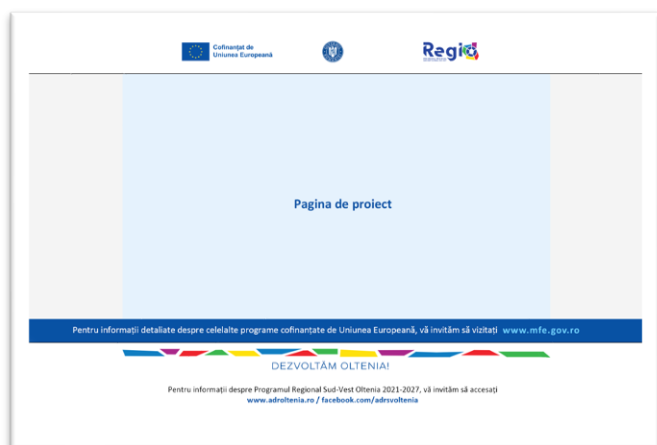 Cofinanțat de
Uniunea Europeană
Regio
Pagina de proiect
Pentru informații detaliate despre celelalte programe cofinanțate de Uniunea Europeană, vă invităm să vizitați www.mfe.gov.ro
DEZVOLTĂM OLTENIA!
Pentru informații despre Programul Regional Sud-Vest Oltenia 2021-2027, vă invităm să accesați
www.adroltenia.ro / facebook.com/adrsvoltenia